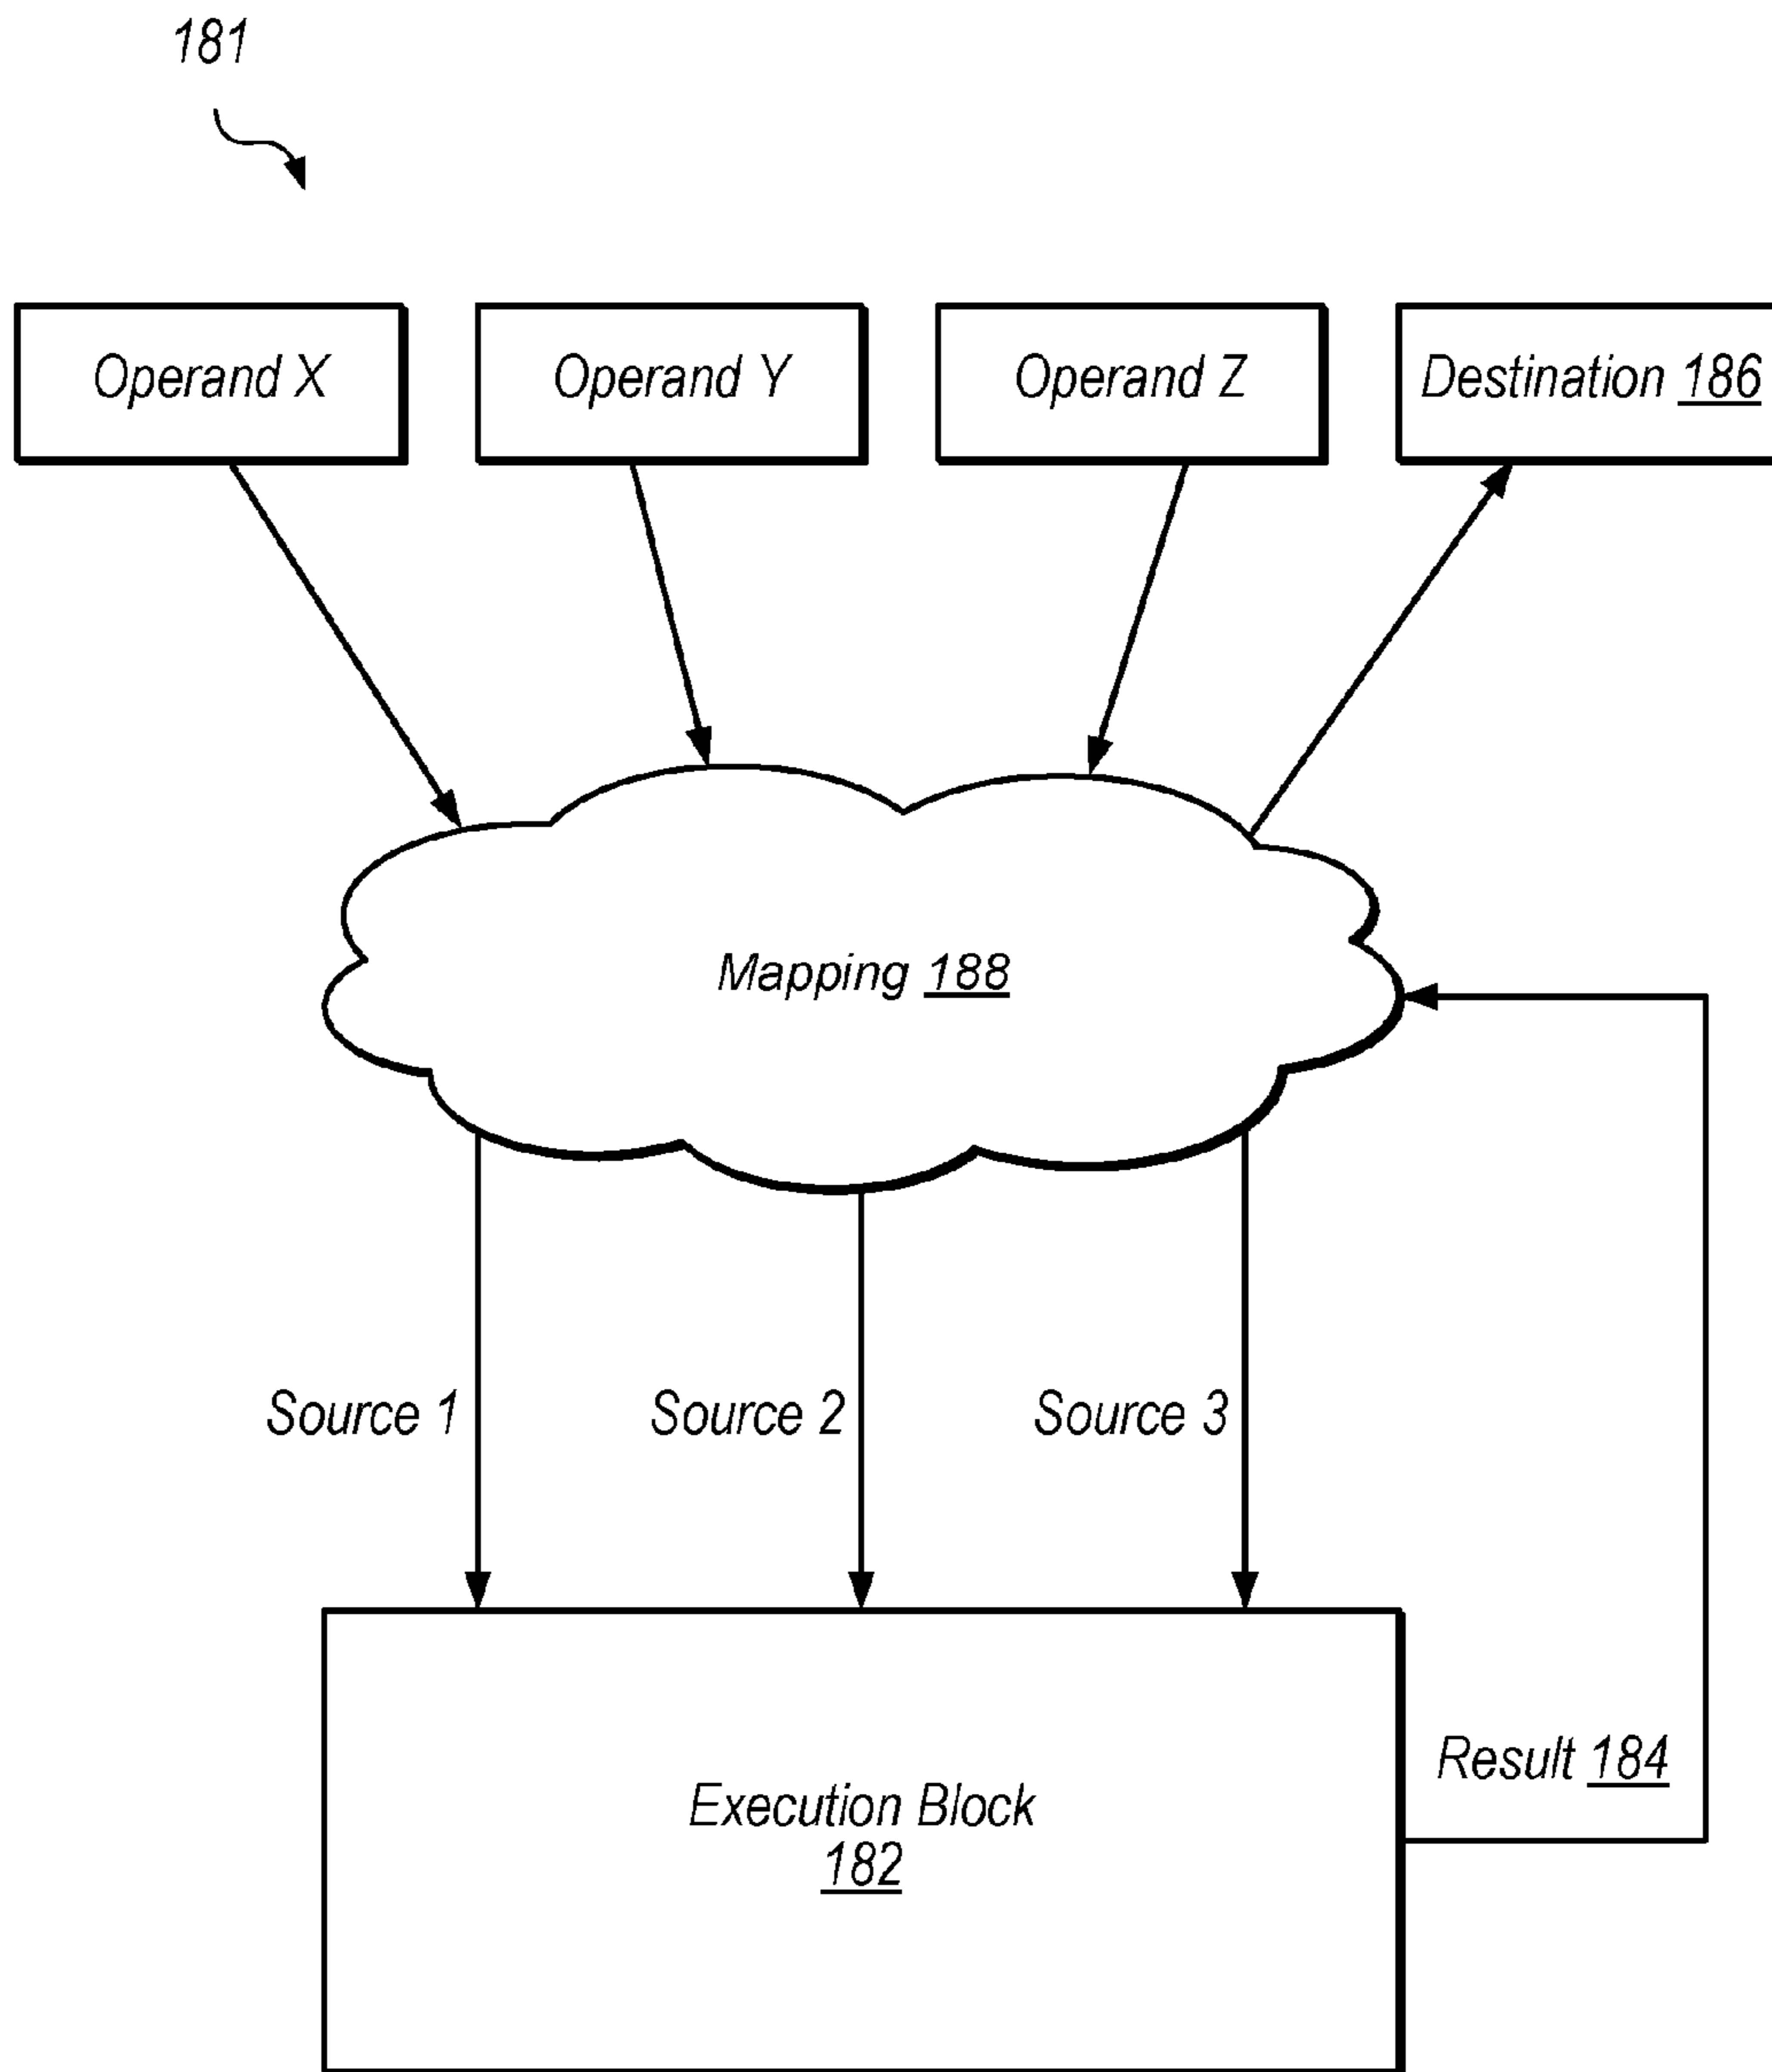 181
Operand X
Operand Y
Operand Z
Destination 186
Mapping 188
Source 1
Source 2
Source 3
Result 184
Execution Block
182